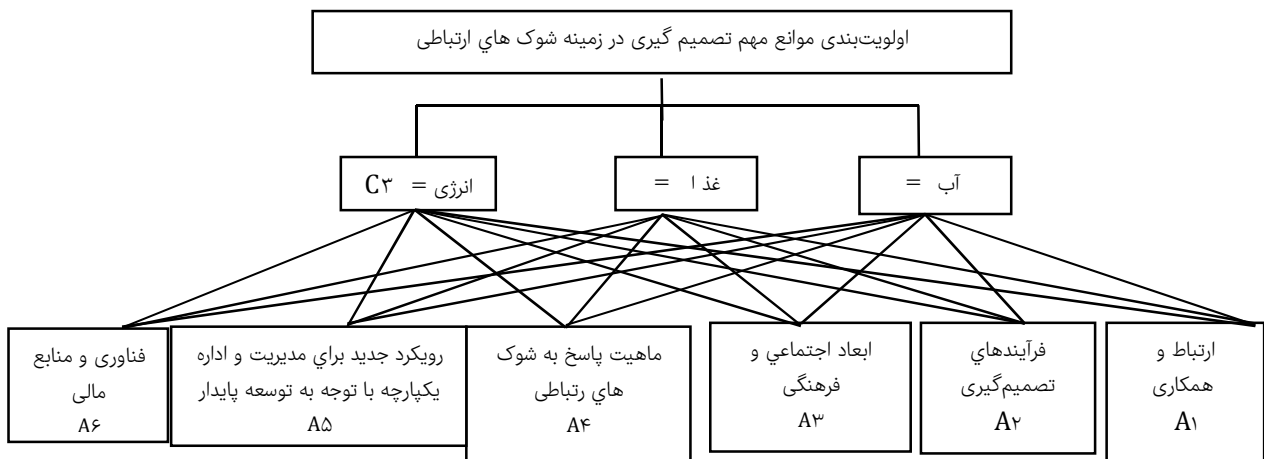 اولویت‌بندی موانع مهم تصمیم گیری در زمینه شوک هاي ارتباطی
آب =
غذ ا =
انرژی = C۳
ارتباط و
همکاری
A۱
فرآیندهاي
تصمیم‌گیری
A۲
ابعاد اجتماعي و
فرهنگی
A۳
ماهیت پاسخ به شوک
هاي رتباطی
A۴
رویکرد جدید براي مدیریت و اداره
یکپارچه با توجه به توسعه پایدار
A۵
فناوری و منابع
مالی
A۶